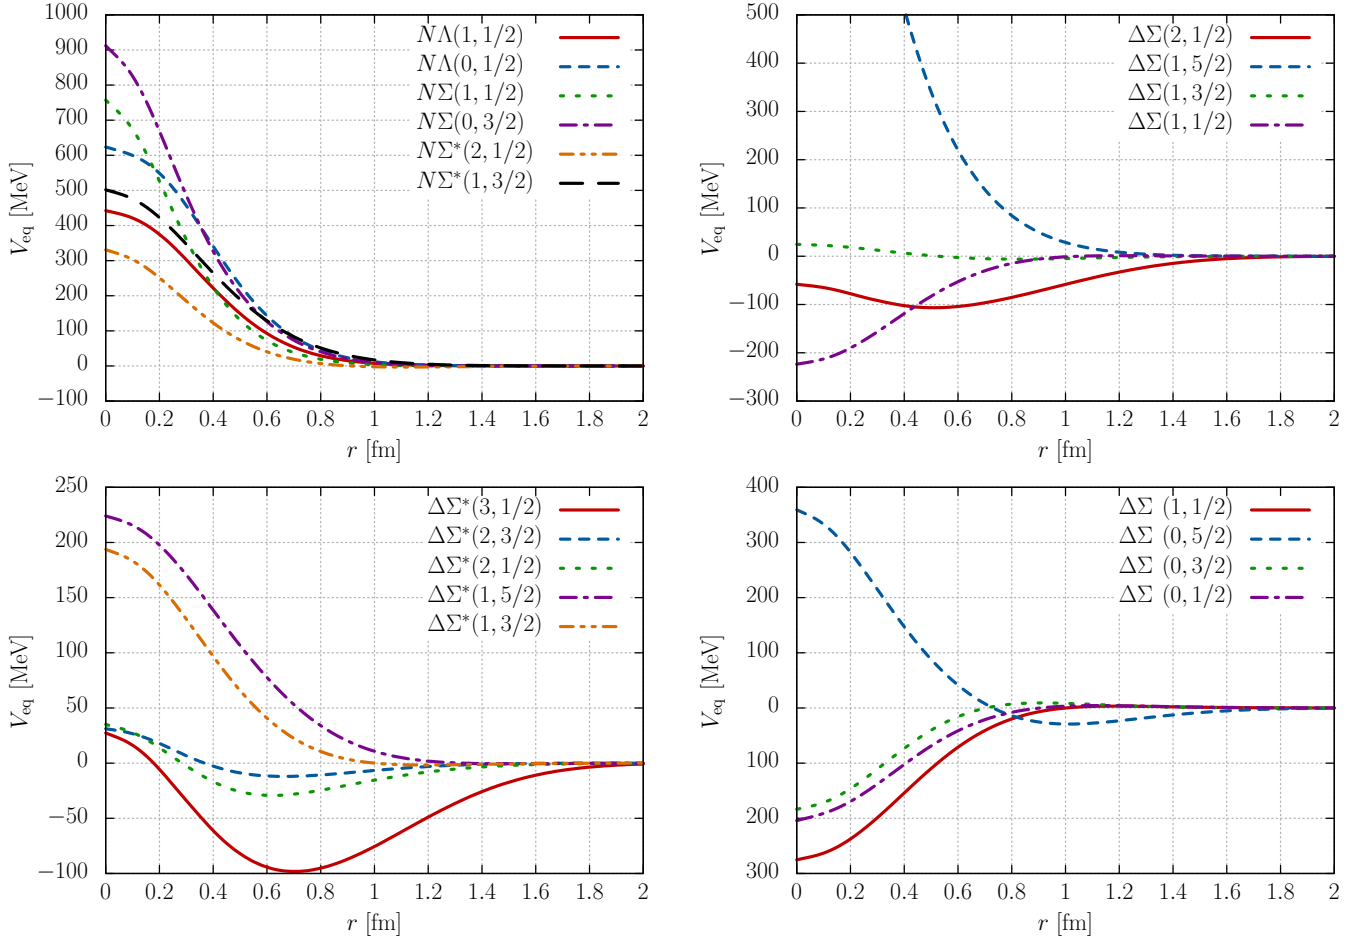 1000
900
800
700
600
500
400
300
200
100
0
−100
V_eq [MeV]
NΛ(1, 1/2)
NΛ(0, 1/2)
NΣ(1, 1/2)
NΣ(0, 3/2)
NΣ*(2, 1/2)
NΣ*(1, 3/2)
0 0.2 0.4 0.6 0.8 1 1.2 1.4 1.6 1.8 2
r [fm]
500
400
300
200
100
0
−100
−200
−300
V_eq [MeV]
ΔΣ(2, 1/2)
ΔΣ(1, 5/2)
ΔΣ(1, 3/2)
ΔΣ(1, 1/2)
0 0.2 0.4 0.6 0.8 1 1.2 1.4 1.6 1.8 2
r [fm]
250
200
150
100
50
0
−50
−100
V_eq [MeV]
ΔΣ*(3, 1/2)
ΔΣ*(2, 3/2)
ΔΣ*(2, 1/2)
ΔΣ*(1, 5/2)
ΔΣ*(1, 3/2)
0 0.2 0.4 0.6 0.8 1 1.2 1.4 1.6 1.8 2
r [fm]
400
300
200
100
0
100
200
300
V_eq [MeV]
ΔΣ (1, 1/2)
ΔΣ (0, 5/2)
ΔΣ (0, 3/2)
ΔΣ (0, 1/2)
0 0.2 0.4 0.6 0.8 1 1.2 1.4 1.6 1.8 2
r [fm]